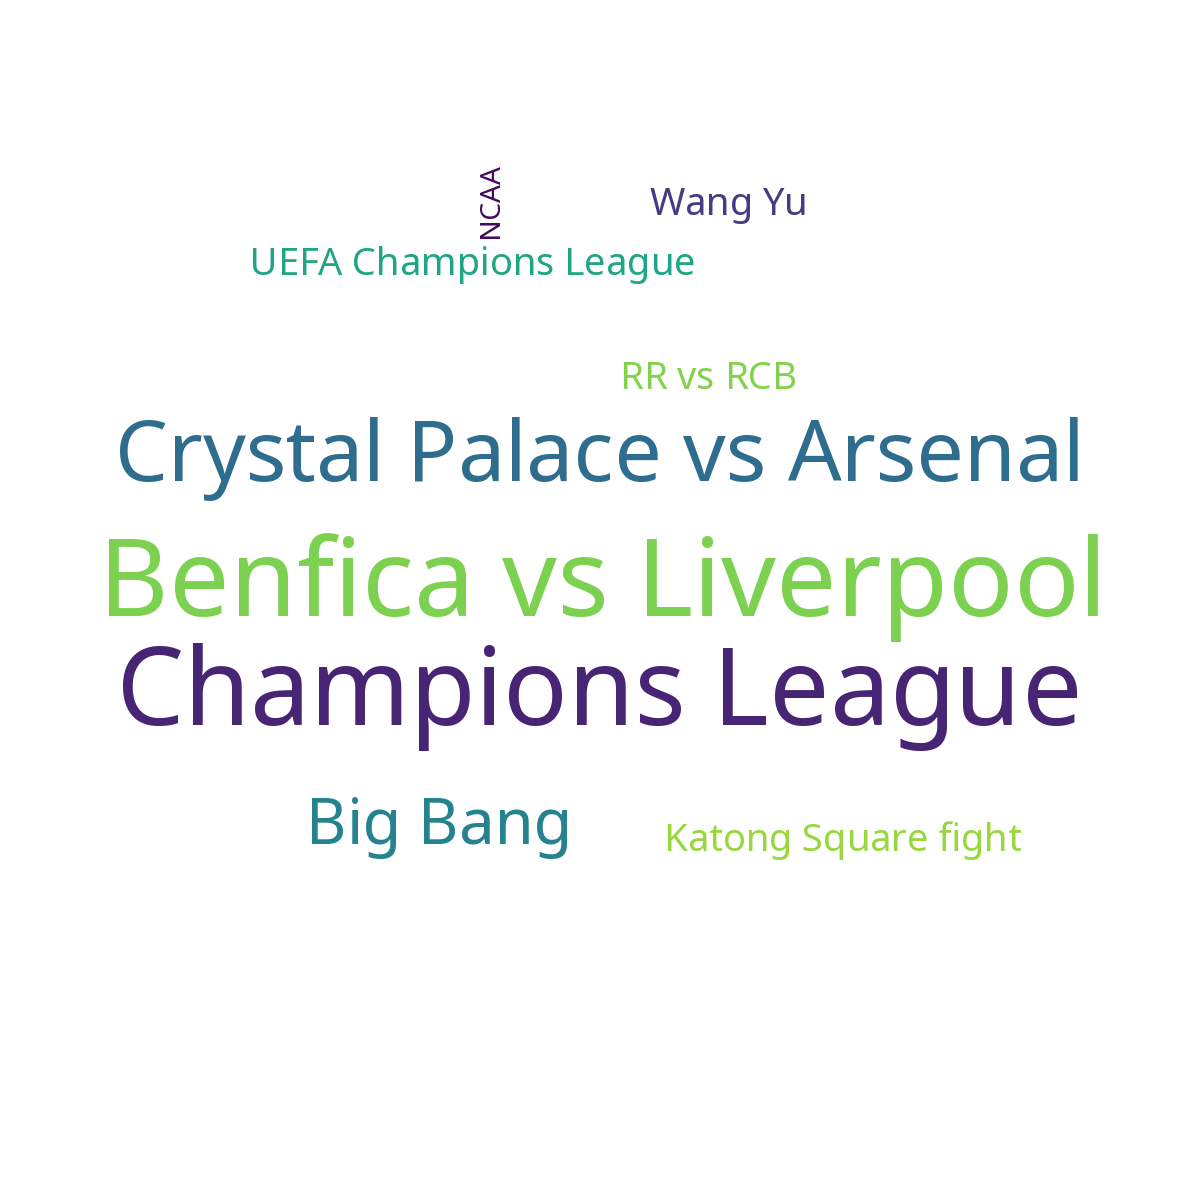 NCAA
Wang Yu
UEFA Champions League
RR vs RCB
Crystal Palace vs Arsenal
Benfica vs Liverpool
Champions League
Big Bang
Katong Square fight